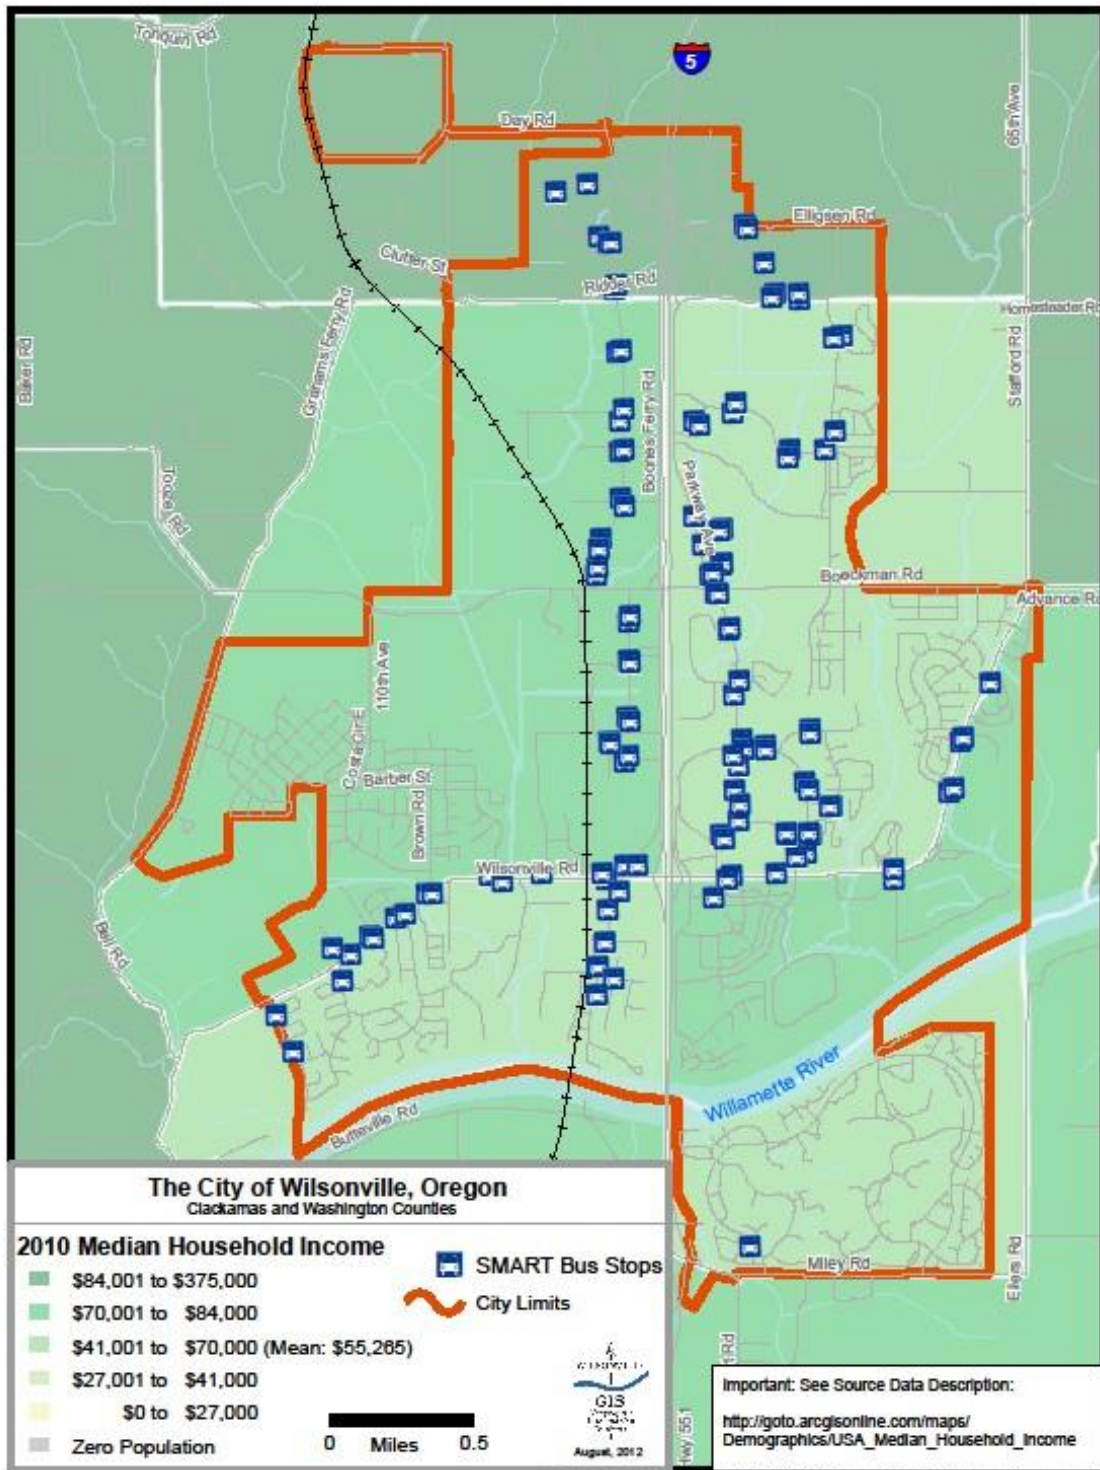 Tonquin Rd
5
65th Ave
Day Rd
Elligsen Rd
Clutter St
Ridder Rd
Homesteader Rd
Grahams Ferry Rd
Baker Rd
Stafford Rd
Boones Ferry Rd
Parkway Ave
Tooze Rd
Boeckman Rd
Advance Rd
110th Ave
Costa Cir E
Barber St
Brown Rd
Wilsonville Rd
Bell Rd
Willamette River
Butteville Rd
Miley Rd
Eilers Rd
Hwy 551
The City of Wilsonville, Oregon
Clackamas and Washington Counties
2010 Median Household Income
$84,001 to $375,000
$70,001 to $84,000
$41,001 to $70,000 (Mean: $55,265)
$27,001 to $41,000
$0 to $27,000
Zero Population
SMART Bus Stops
City Limits
0 Miles 0.5
WILSONVILLE
GIS
August, 2012
Important: See Source Data Description:
http://goto.arcgisonline.com/maps/
Demographics/USA_Median_Household_Income